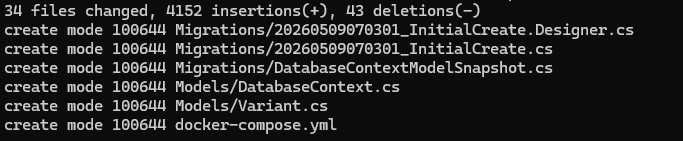 34 files changed, 4152 insertions(+), 43 deletions(-)
create mode 100644 Migrations/20260509070301_InitialCreate.Designer.cs
create mode 100644 Migrations/20260509070301_InitialCreate.cs
create mode 100644 Migrations/DatabaseContextModelSnapshot.cs
create mode 100644 Models/DatabaseContext.cs
create mode 100644 Models/Variant.cs
create mode 100644 docker-compose.yml